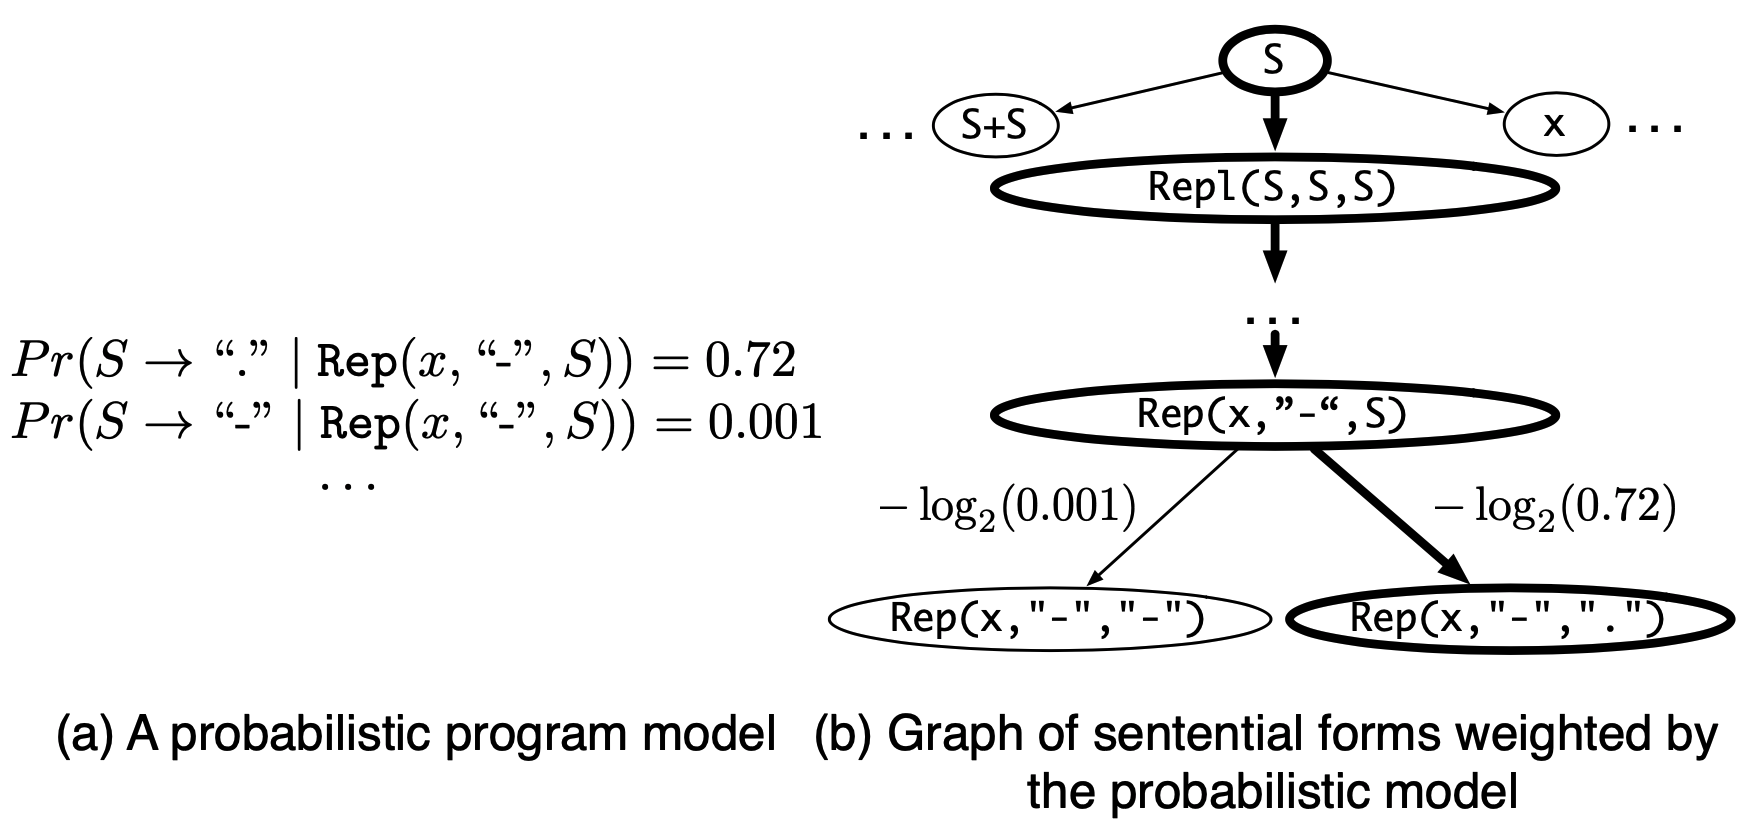 Pr(S → “.” | Rep(x, “-”, S)) = 0.72
Pr(S → “-” | Rep(x, “-”, S)) = 0.001
...
(a) A probabilistic program model
S
... S+S
x ...
Repl(S,S,S)
...
Rep(x,”-“,S)
− log₂(0.001)
− log₂(0.72)
Rep(x,"-","-")
Rep(x,"-",".")
(b) Graph of sentential forms weighted by
the probabilistic model